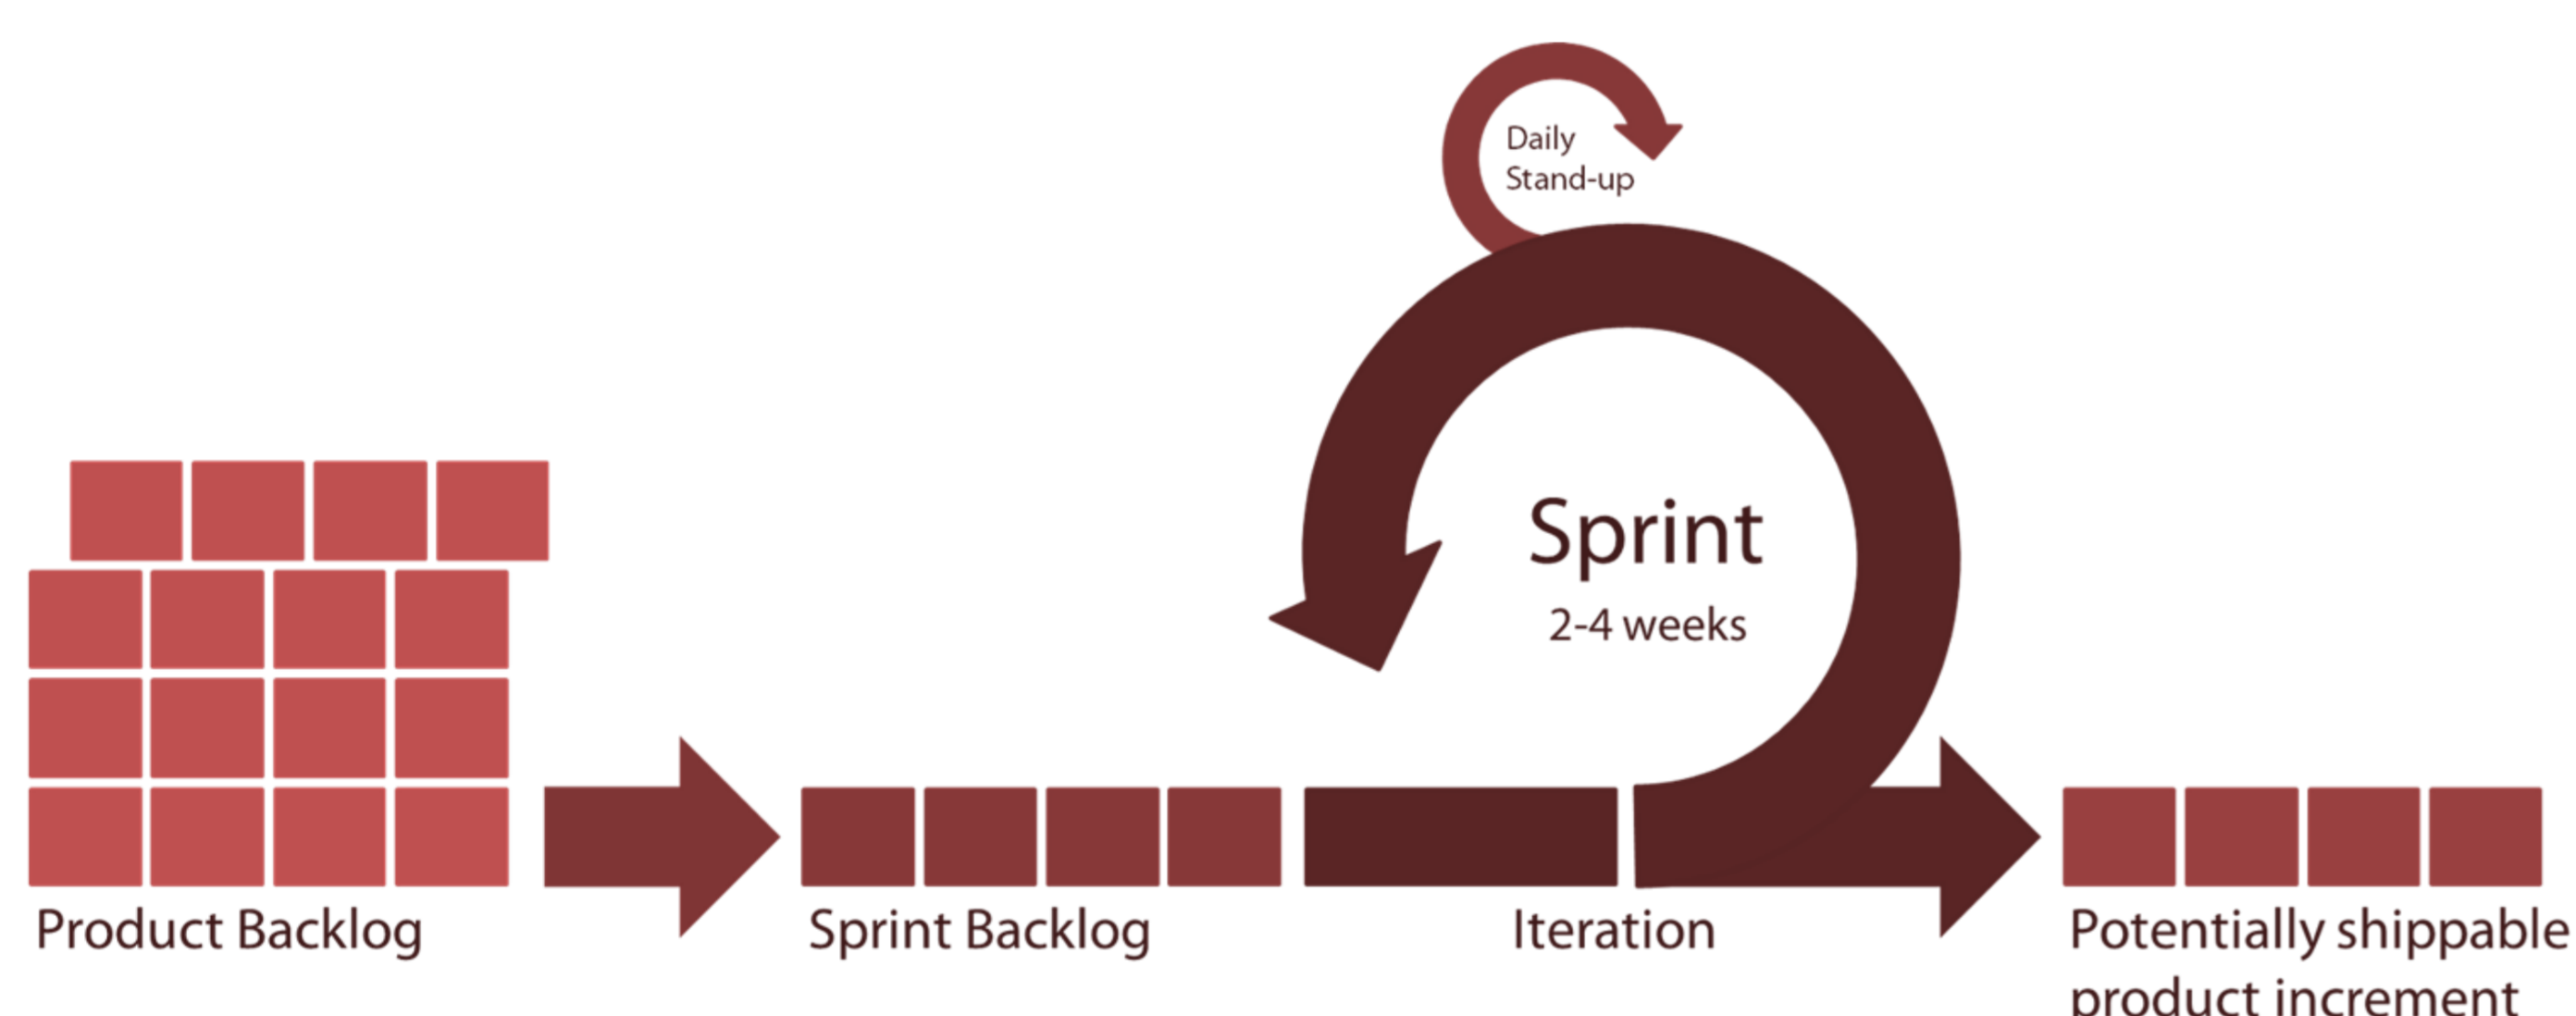 Daily
Stand-up
Sprint
2-4 weeks
Product Backlog
Sprint Backlog
Iteration
Potentially shippable
product increment